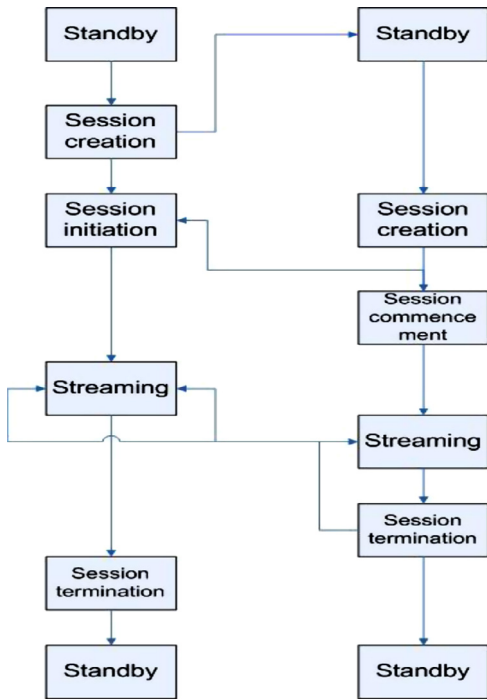 Standby
Standby
Session
creation
Session
initiation
Session
creation
Session
commence
ment
Streaming
Streaming
Session
termination
Session
termination
Standby
Standby